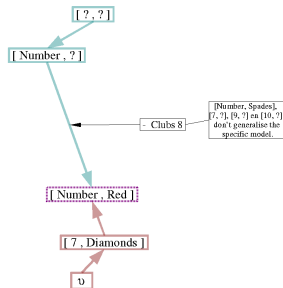 [ ? , ? ]
[ Number , ? ]
- Clubs 8
[Number, Spades],
[7, ?], [9, ?] en [10, ?]
don't generalise the
specific model.
[ Number , Red ]
[ 7 , Diamonds ]
ʋ